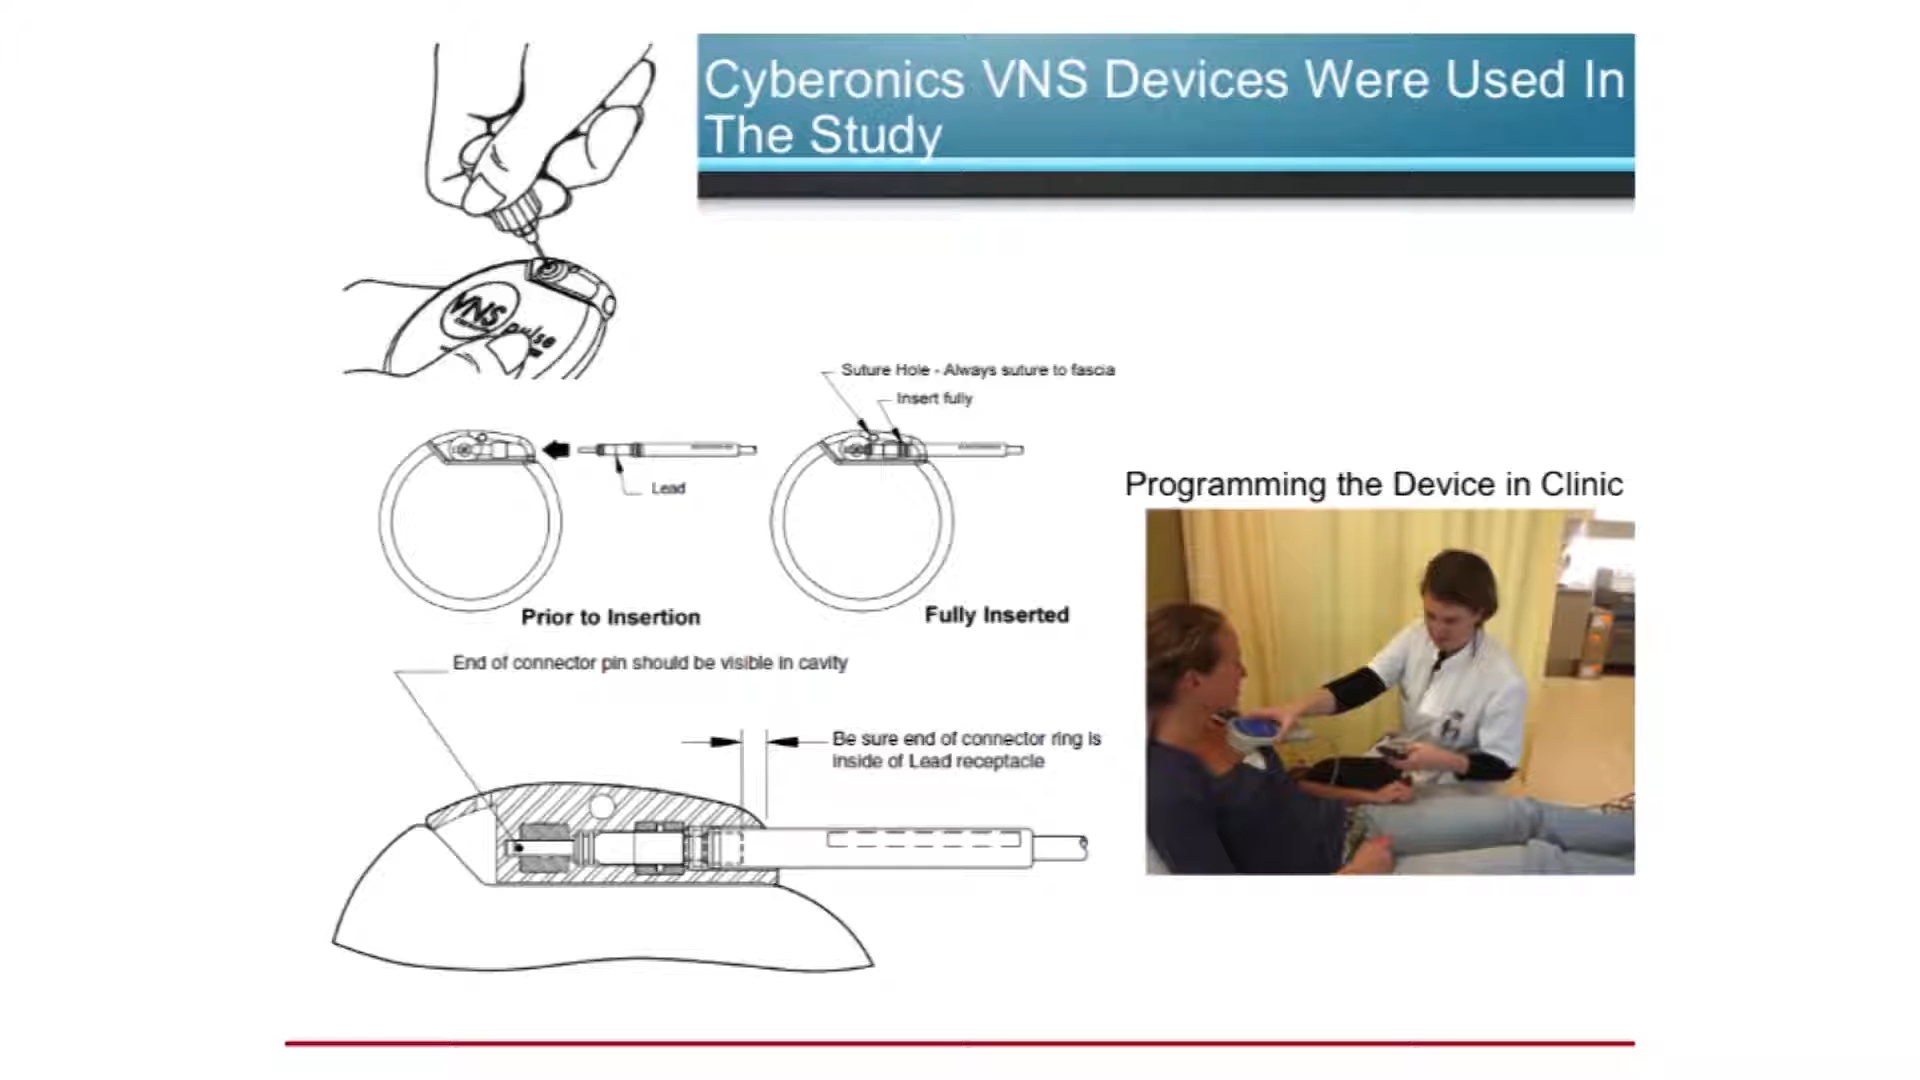 Cyberonics VNS Devices Were Used In
The Study
VNS
pulse
Suture Hole - Always suture to fascia
Insert fully
Lead
Prior to Insertion
Fully Inserted
End of connector pin should be visible in cavity
Be sure end of connector ring is
inside of Lead receptacle
Programming the Device in Clinic